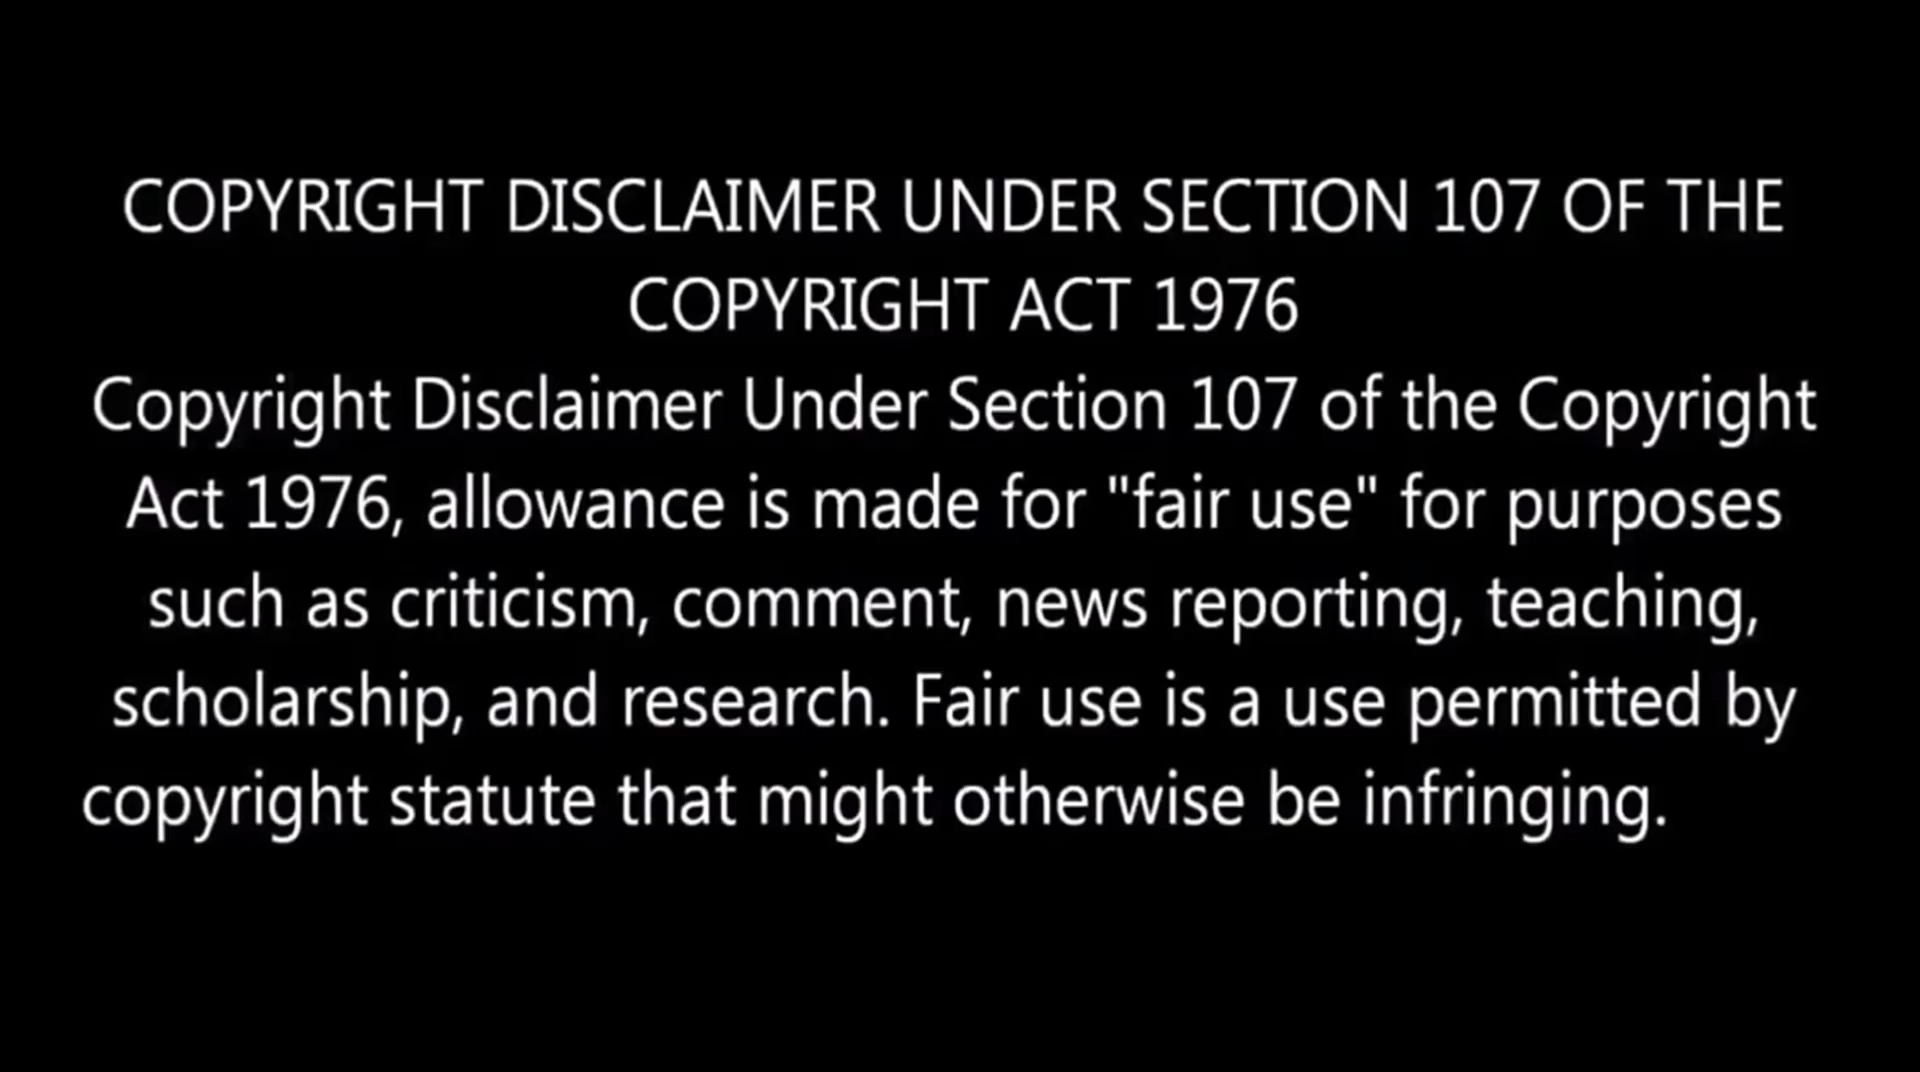 COPYRIGHT DISCLAIMER UNDER SECTION 107 OF THE
COPYRIGHT ACT 1976
Copyright Disclaimer Under Section 107 of the Copyright
Act 1976, allowance is made for "fair use" for purposes
such as criticism, comment, news reporting, teaching,
scholarship, and research. Fair use is a use permitted by
copyright statute that might otherwise be infringing.